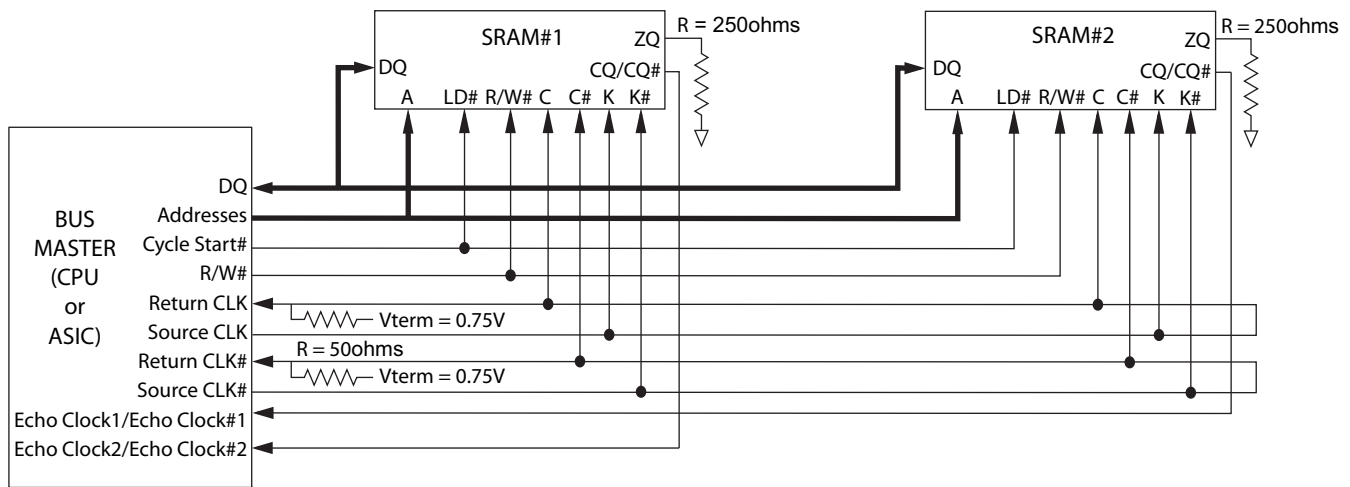 SRAM#1
ZQ
R = 250ohms
DQ
CQ/CQ#
A LD# R/W# C C# K K#
SRAM#2
ZQ
R = 250ohms
DQ
CQ/CQ#
A LD# R/W# C C# K K#
BUS
MASTER
(CPU
or
ASIC)
DQ
Addresses
Cycle Start#
R/W#
Return CLK
Vterm = 0.75V
Source CLK
R = 50ohms
Return CLK#
Vterm = 0.75V
Source CLK#
Echo Clock1/Echo Clock#1
Echo Clock2/Echo Clock#2